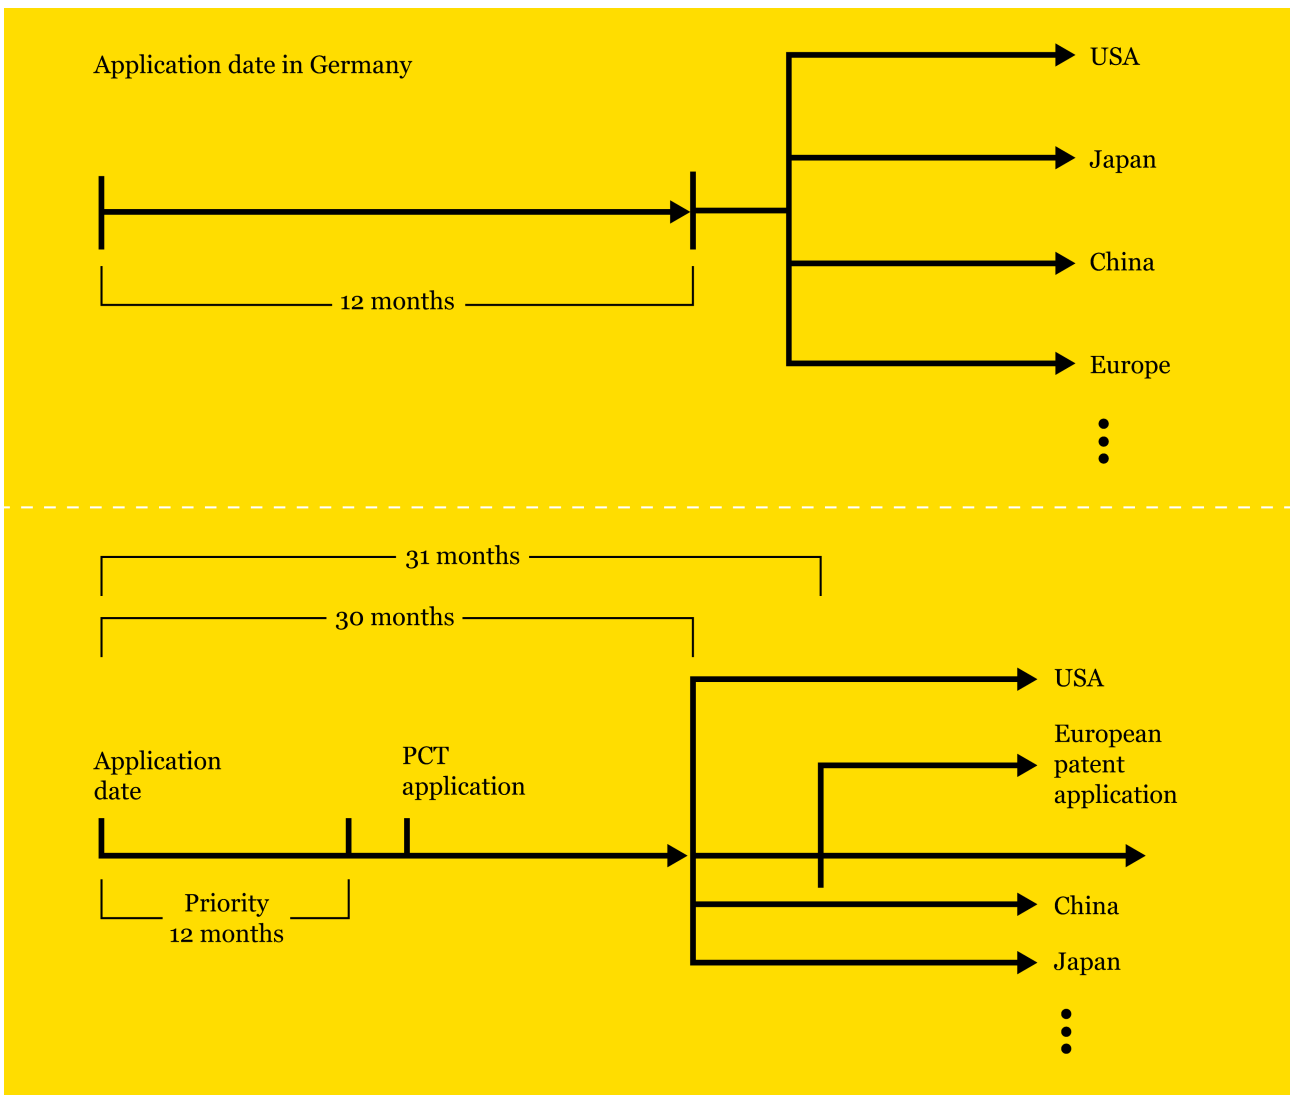 Application date in Germany
USA
Japan
China
12 months
Europe
31 months
30 months
USA
European
patent
application
PCT
application
Application
date
China
Priority
12 months
Japan